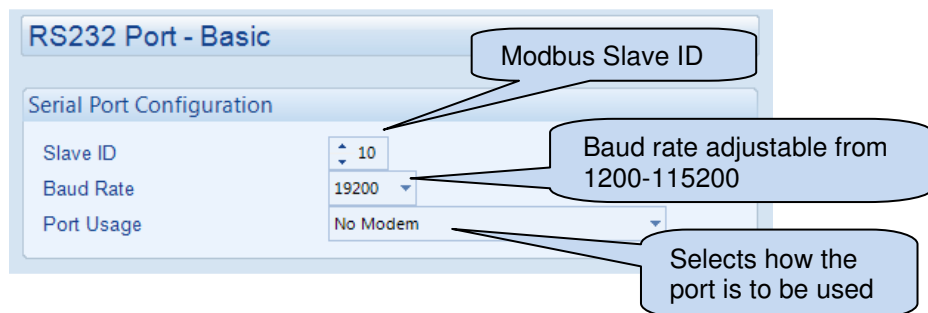 RS232 Port - Basic
Modbus Slave ID
Serial Port Configuration
Slave ID
10
Baud rate adjustable from
1200-115200
Baud Rate
19200
Port Usage
No Modem
Selects how the
port is to be used